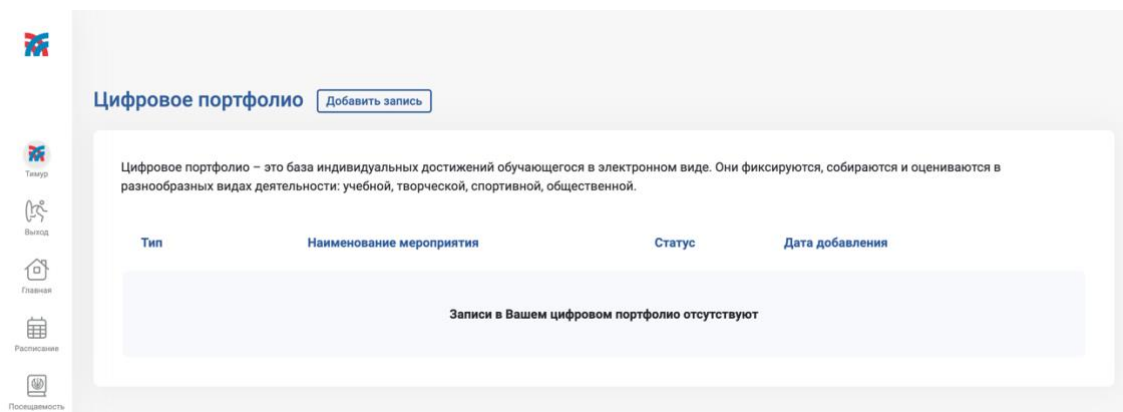 Цифровое портфолио
Добавить запись
Тимур
Выход
Главная
Расписание
Посещаемость
Цифровое портфолио – это база индивидуальных достижений обучающегося в электронном виде. Они фиксируются, собираются и оцениваются в
разнообразных видах деятельности: учебной, творческой, спортивной, общественной.
Тип Наименование мероприятия Статус Дата добавления
Записи в Вашем цифровом портфолио отсутствуют